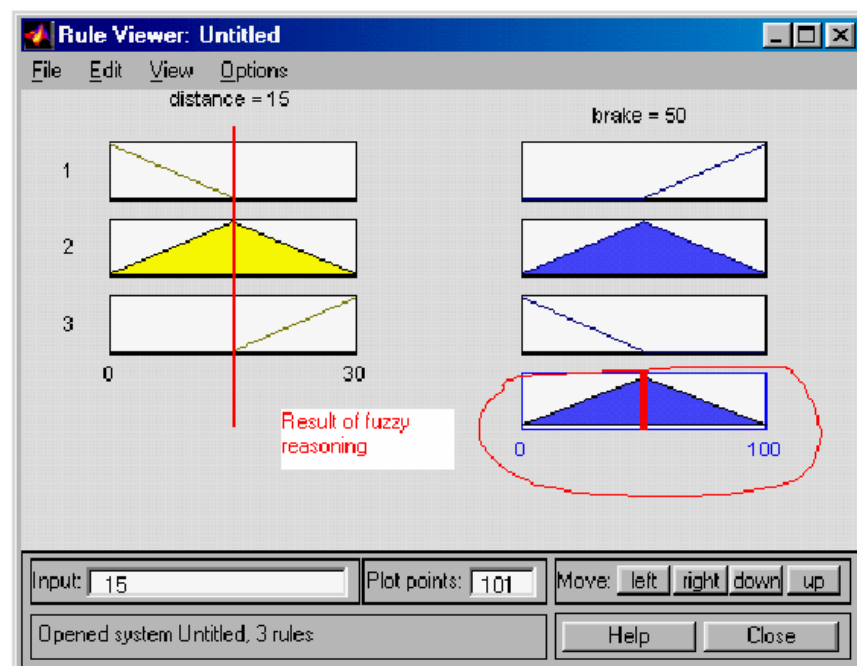 Rule Viewer: Untitled
File Edit View Options
distance = 15
brake = 50
1
2
3
0 30
Result of fuzzy
reasoning
0 100
Input: 15 Plot points: 101 Move: left right down up
Opened system Untitled, 3 rules Help Close